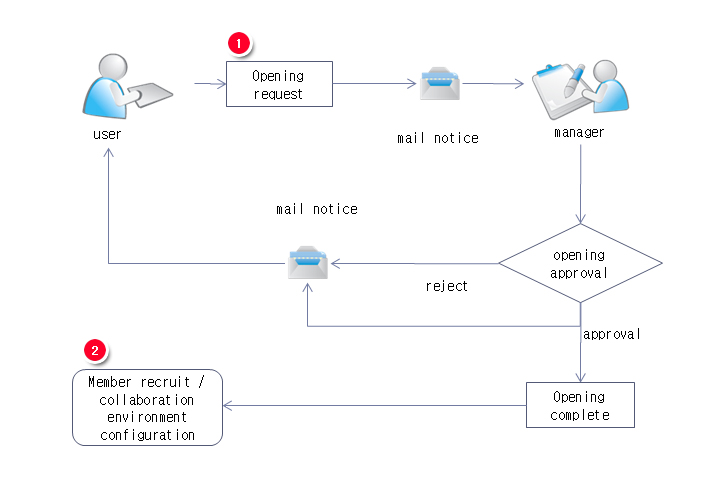 1
Opening
request
user
mail notice
manager
mail notice
opening
approval
reject
approval
2
Member recruit /
collaboration
environment
configuration
Opening
complete